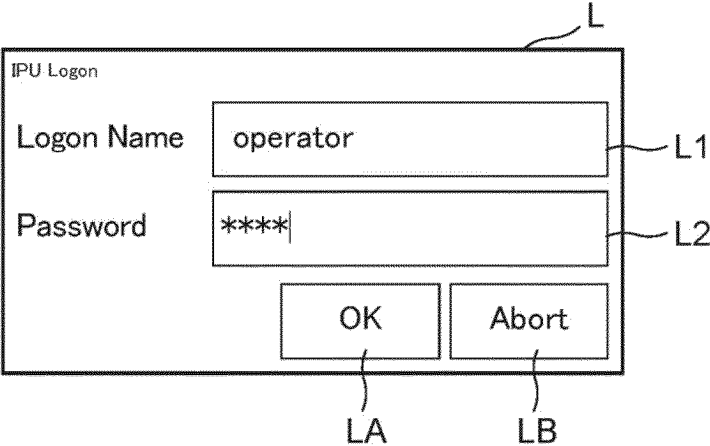 L
IPU Logon
Logon Name operator L1
Password ****| L2
OK Abort
LA LB